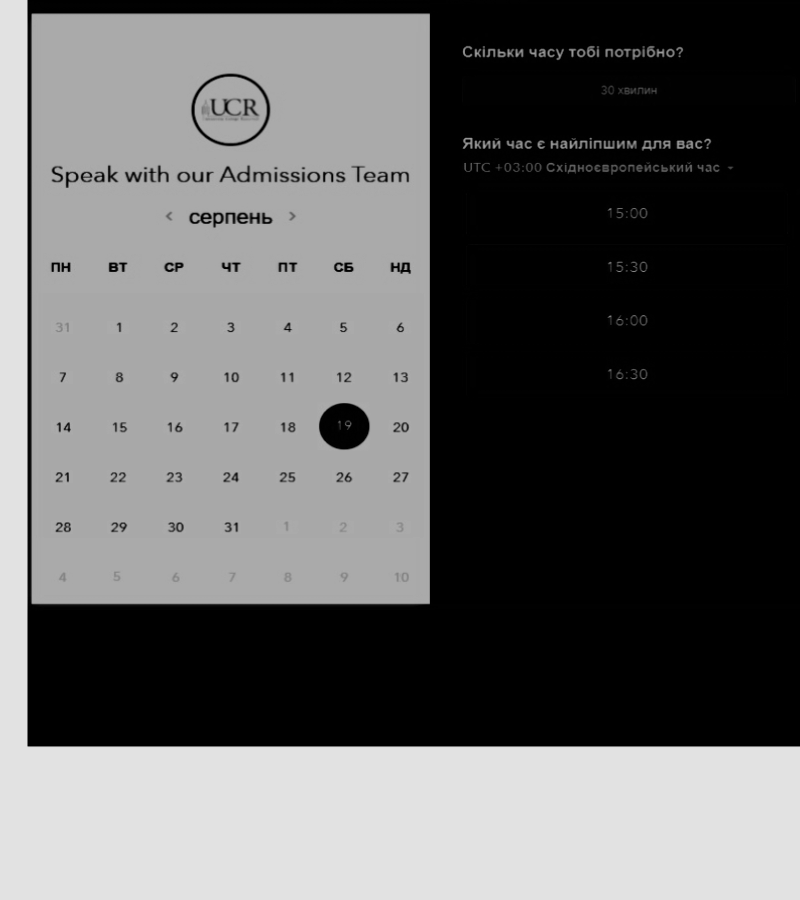 UCR
Speak with our Admissions Team
< серпень >
ПН ВТ СР ЧТ ПТ СБ НД
31 1 2 3 4 5 6
7 8 9 10 11 12 13
14 15 16 17 18 19 20
21 22 23 24 25 26 27
28 29 30 31 1 2 3
4 5 6 7 8 9 10
Скільки часу тобі потрібно?
30 хвилин
Який час є найліпшим для вас?
UTC +03:00 Східноєвропейський час
15:00
15:30
16:00
16:30